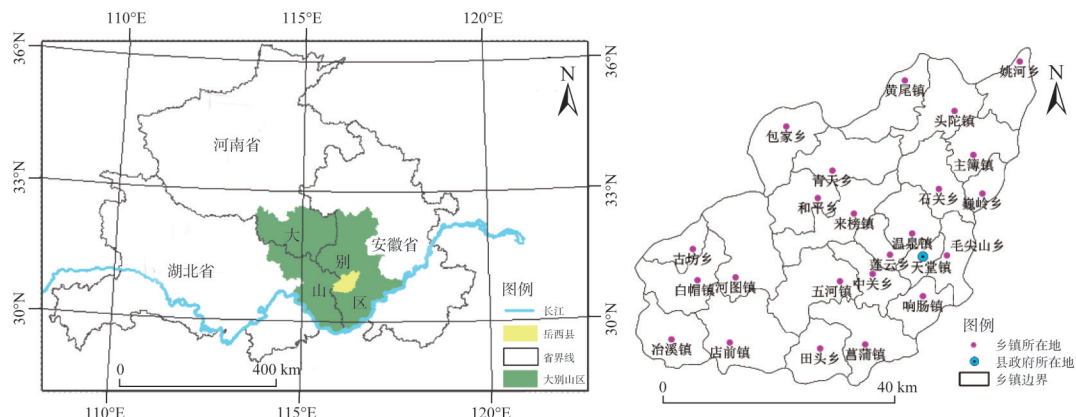 110°E
115°E
120°E
36°N
36°N
N
河南省
33°N
33°N
大
别
安徽省
湖北省
山
区
图例
长江
岳西县
省界线
大别山区
30°N
30°N
0
400 km
110°E
115°E
120°E
姚河乡
N
黄尾镇
头陀镇
包家乡
主簿镇
青天乡
石关乡
巍岭乡
和平乡
来榜镇
温泉镇
毛尖山乡
古坊乡
莲云乡
天堂镇
白帽镇
河图镇
五河镇
中关乡
响肠镇
冶溪镇
店前镇
田头乡
菖蒲镇
图例
乡镇所在地
县政府所在地
乡镇边界
0
40 km